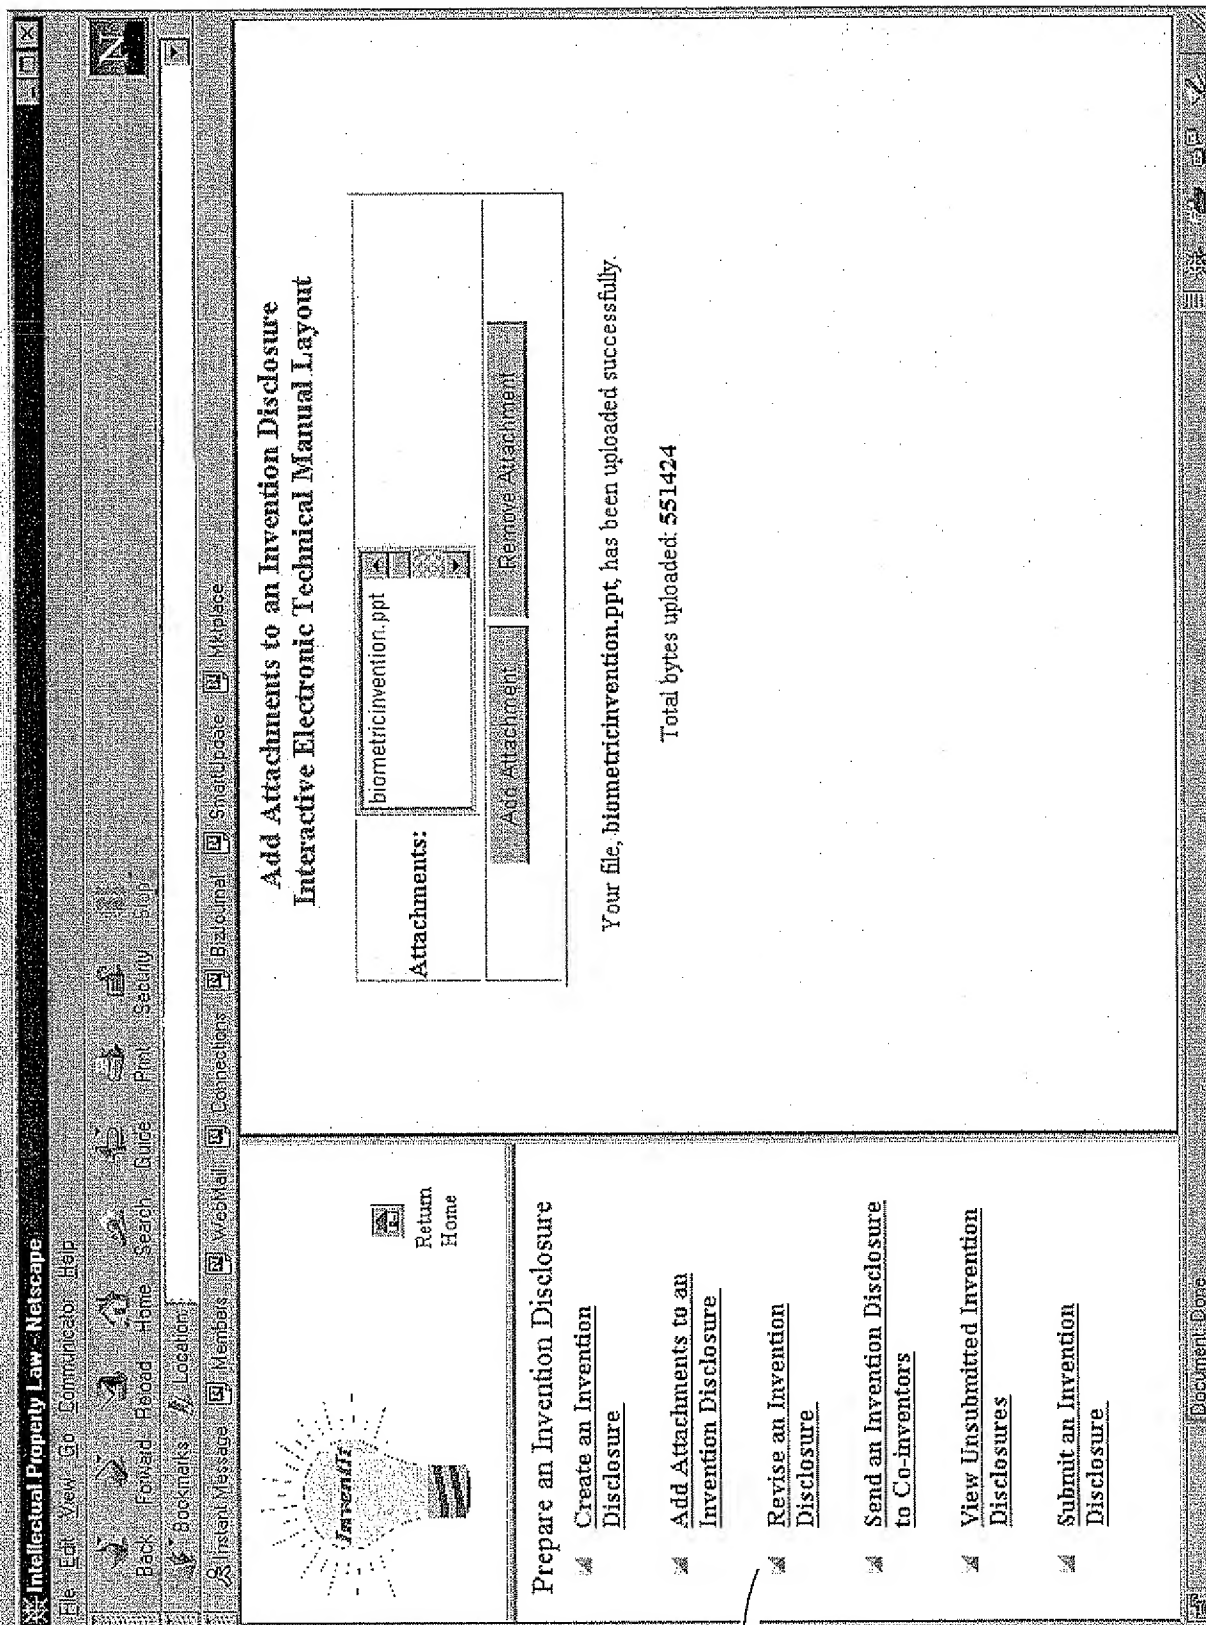 Intellectual Property Law - Netscape
File Edit View Go Communicator Help
Back Forward Reload Home Search Guide Print Security Stop
N
Bookmarks Location:
Instant Message Members WebMail Connections BizJournal SmartUpdate Mktplace
InventIt
Return
Home
Prepare an Invention Disclosure
Create an Invention
Disclosure
Add Attachments to an
Invention Disclosure
Revise an Invention
Disclosure
Send an Invention Disclosure
to Co-inventors
View Unsubmitted Invention
Disclosures
Submit an Invention
Disclosure
Add Attachments to an Invention Disclosure
Interactive Electronic Technical Manual Layout
Attachments:
biometricinvention.ppt
Add Attachment Remove Attachment
Your file, biometricinvention.ppt, has been uploaded successfully.
Total bytes uploaded: 551424
Document: Done